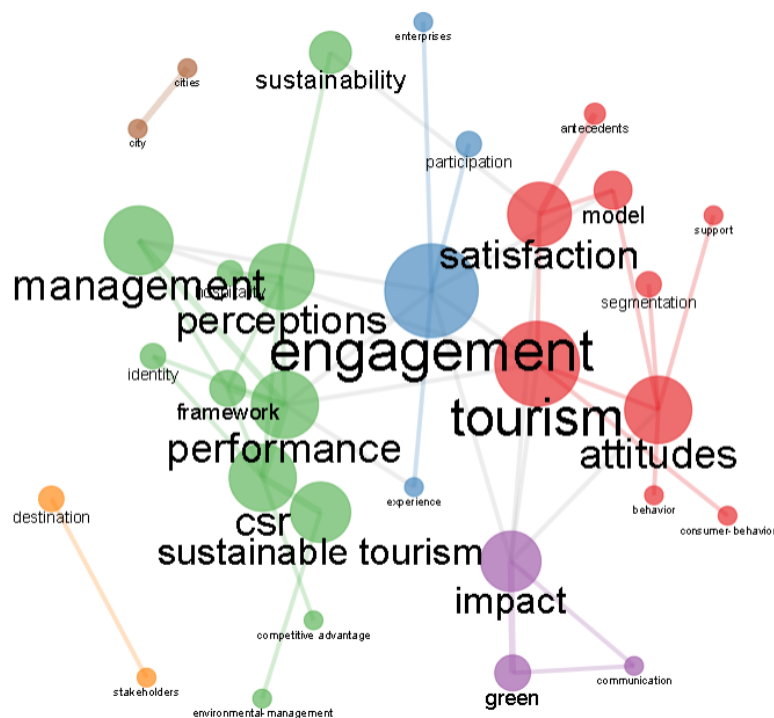 enterprises
cities
sustainability
antecedents
city
participation
model
support
satisfaction
management
hospitality
segmentation
perceptions
engagement
identity
framework
tourism
performance
attitudes
experience
behavior
destination
csr
consumer-behavior
sustainable tourism
impact
competitive advantage
communication
stakeholders
green
environmental-management